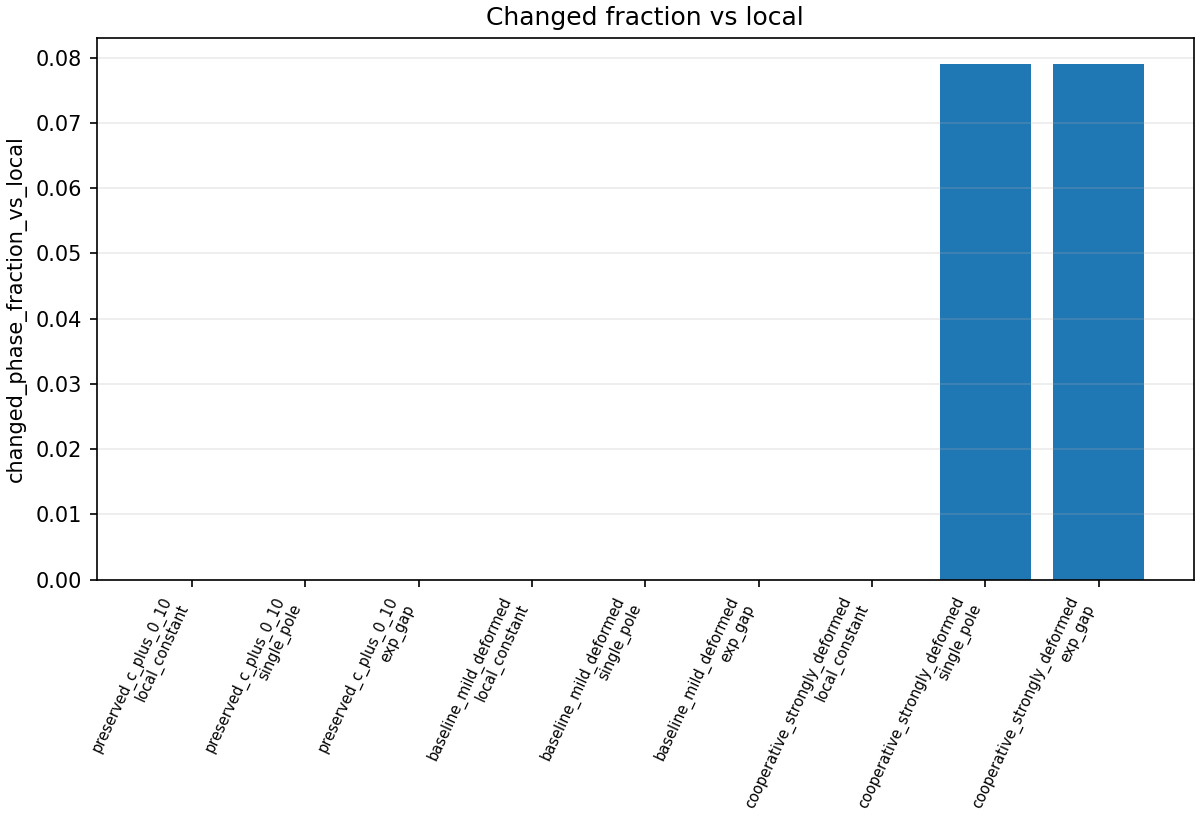 Changed fraction vs local
changed_phase_fraction_vs_local
0.08
0.07
0.06
0.05
0.04
0.03
0.02
0.01
0.00
preserved_c_plus_0_10
local_constant
preserved_c_plus_0_10
single_pole
preserved_c_plus_0_10
exp_gap
baseline_mild_deformed
local_constant
baseline_mild_deformed
single_pole
baseline_mild_deformed
exp_gap
cooperative_strongly_deformed
local_constant
cooperative_strongly_deformed
single_pole
cooperative_strongly_deformed
exp_gap